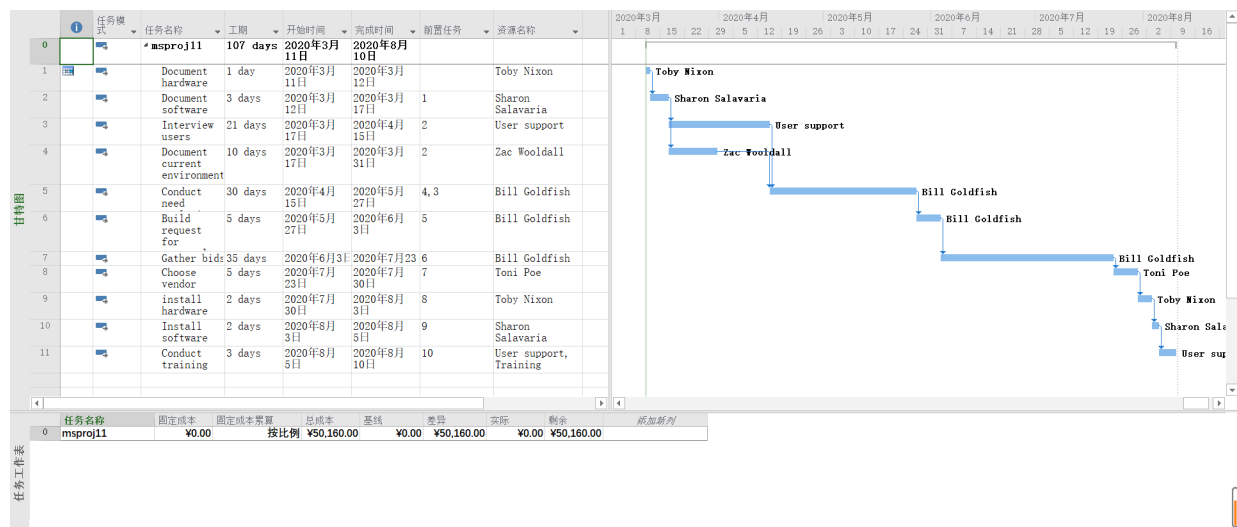 任务模式 任务名称 工期 开始时间 完成时间 前置任务 资源名称
2020年3月 2020年4月 2020年5月 2020年6月 2020年7月 2020年8月
1 8 15 22 29 5 12 19 26 3 10 17 24 31 7 14 21 28 5 12 19 26 2 9 16
甘特图
0 msproj11 107 days 2020年3月11日 2020年8月10日
1 Document hardware 1 day 2020年3月11日 2020年3月12日 Toby Nixon
2 Document software 3 days 2020年3月12日 2020年3月17日 1 Sharon Salavaria
3 Interview users 21 days 2020年3月17日 2020年4月15日 2 User support
4 Document current environment 10 days 2020年3月17日 2020年3月31日 2 Zac Wooldall
5 Conduct need 30 days 2020年4月15日 2020年5月27日 4,3 Bill Goldfish
6 Build request for 5 days 2020年5月27日 2020年6月3日 5 Bill Goldfish
7 Gather bids 35 days 2020年6月3日 2020年7月23 6 Bill Goldfish
8 Choose vendor 5 days 2020年7月23日 2020年7月30日 7 Toni Poe
9 install hardware 2 days 2020年7月30日 2020年8月3日 8 Toby Nixon
10 Install software 2 days 2020年8月3日 2020年8月5日 9 Sharon Salavaria
11 Conduct training 3 days 2020年8月5日 2020年8月10日 10 User support, Training
Toby Nixon
Sharon Salavaria
User support
Zac Wooldall
Bill Goldfish
Bill Goldfish
Bill Goldfish
Toni Poe
Toby Nixon
Sharon Sala
User sup
任务工作表
任务名称 固定成本 固定成本累算 总成本 基线 差异 实际 剩余 添加新列
0 msproj11 ¥0.00 按比例 ¥50,160.00 ¥0.00 ¥50,160.00 ¥0.00 ¥50,160.00